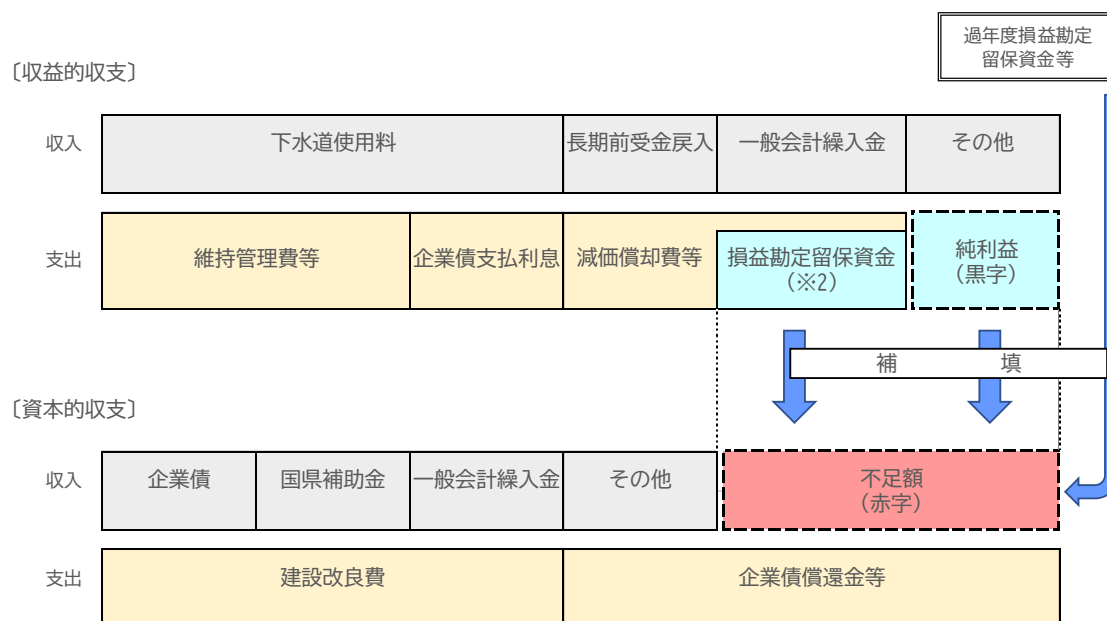 過年度損益勘定
留保資金等
〔収益的収支〕
収入
下水道使用料
長期前受金戻入
一般会計繰入金
その他
支出
維持管理費等
企業債支払利息
減価償却費等
損益勘定留保資金
(※2)
純利益
(黒字)
補 填
〔資本的収支〕
収入
企業債
国県補助金
一般会計繰入金
その他
不足額
(赤字)
支出
建設改良費
企業債償還金等